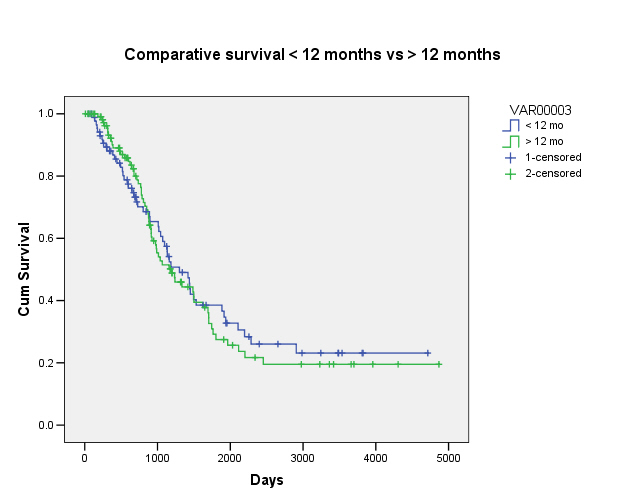 Comparative survival < 12 months vs > 12 months
VAR00003
< 12 mo
> 12 mo
1-censored
2-censored
Cum Survival
1.0
0.8
0.6
0.4
0.2
0.0
0 1000 2000 3000 4000 5000
Days